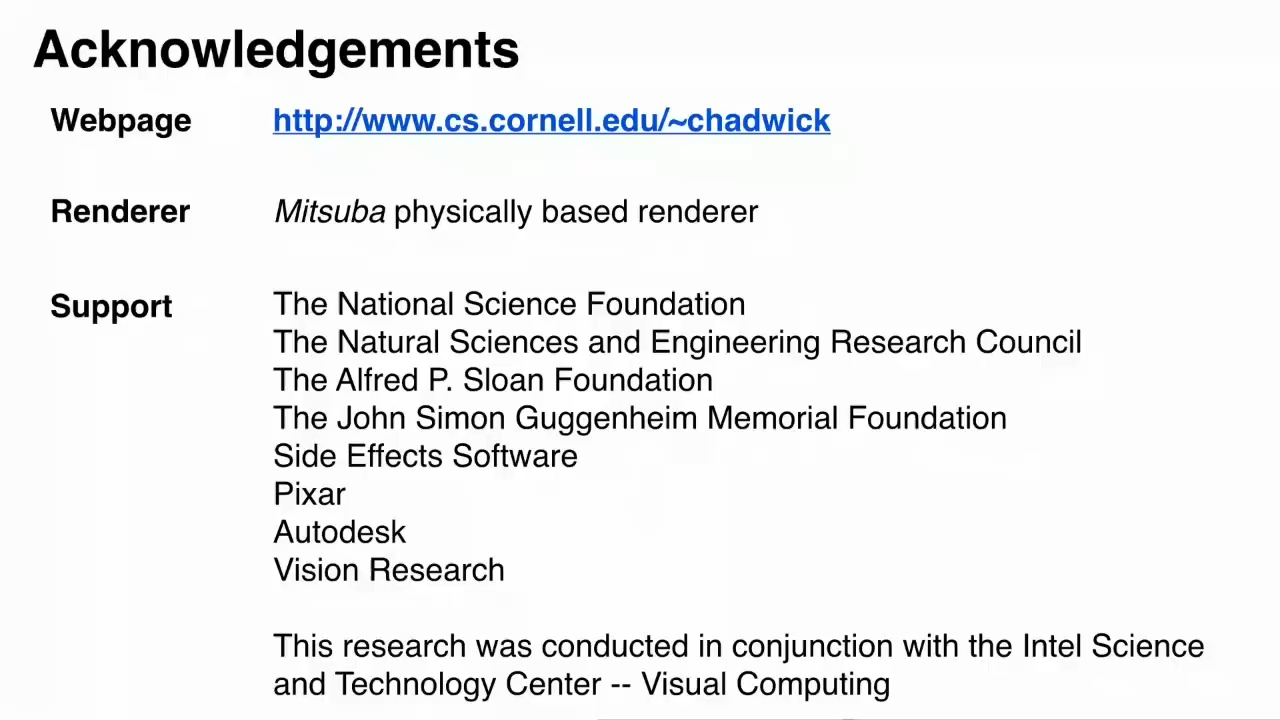 Acknowledgements
Webpage http://www.cs.cornell.edu/~chadwick
Renderer Mitsuba physically based renderer
Support The National Science Foundation
The Natural Sciences and Engineering Research Council
The Alfred P. Sloan Foundation
The John Simon Guggenheim Memorial Foundation
Side Effects Software
Pixar
Autodesk
Vision Research
This research was conducted in conjunction with the Intel Science
and Technology Center -- Visual Computing